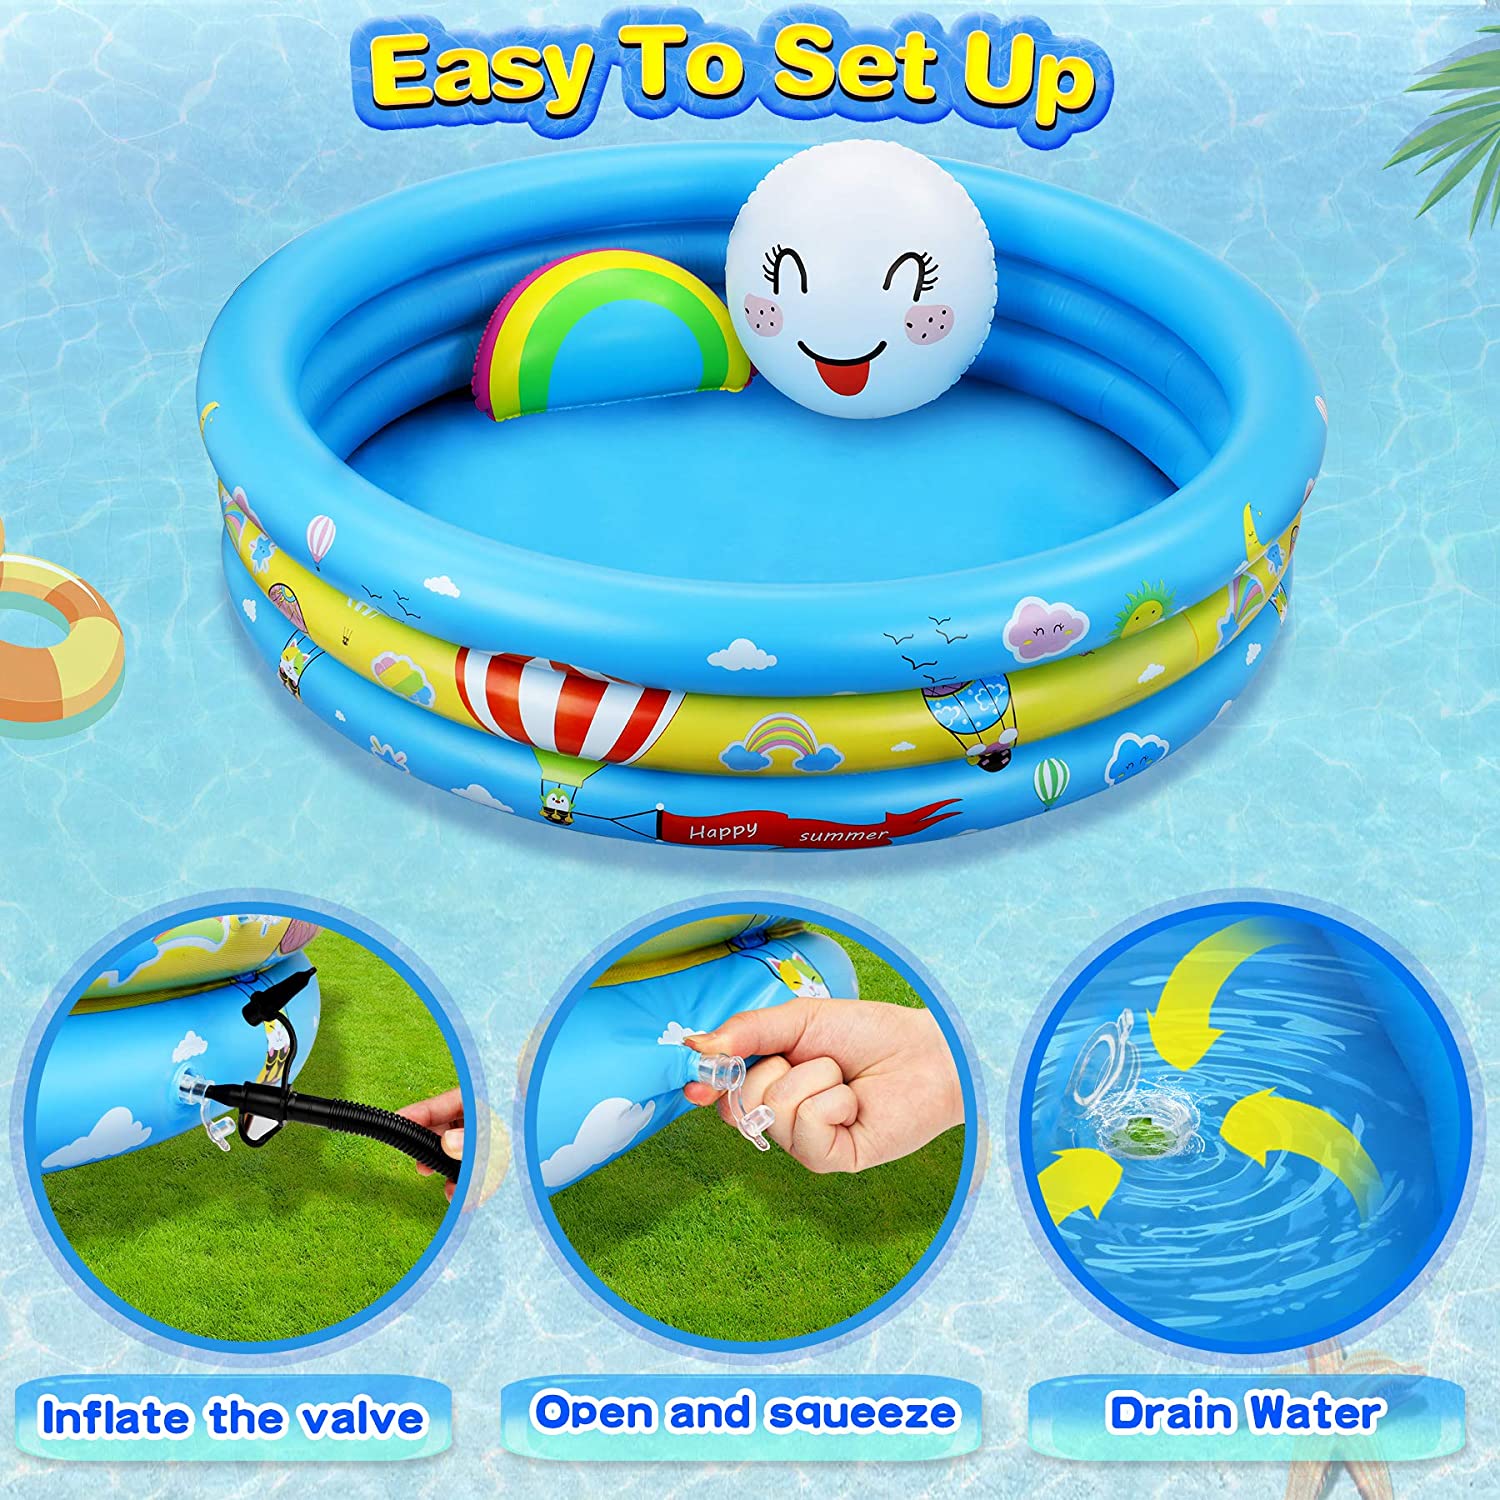 Easy To Set Up
Happy summer
Inflate the valve
Open and squeeze
Drain Water